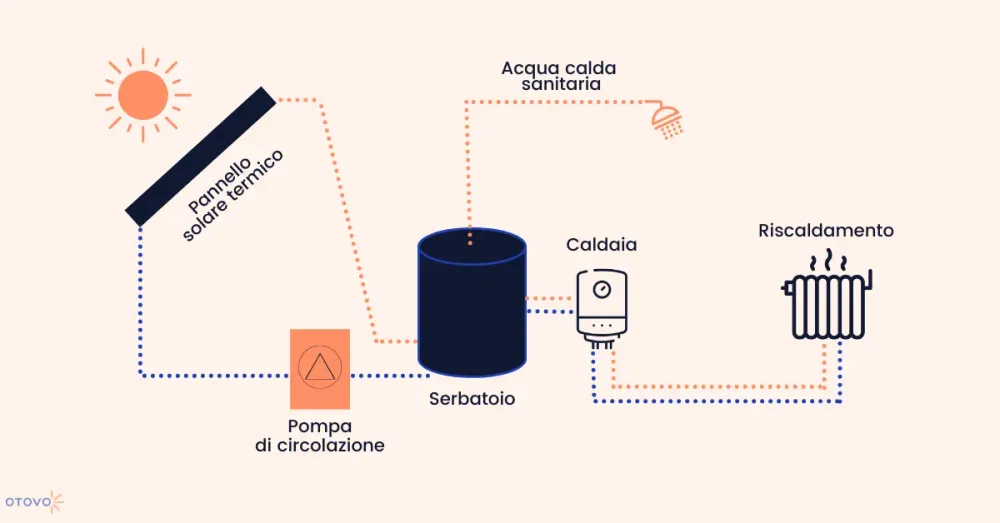 Acqua calda
sanitaria
Pannello
solare termico
Caldaia
Riscaldamento
Serbatoio
Pompa
di circolazione
OTOVO